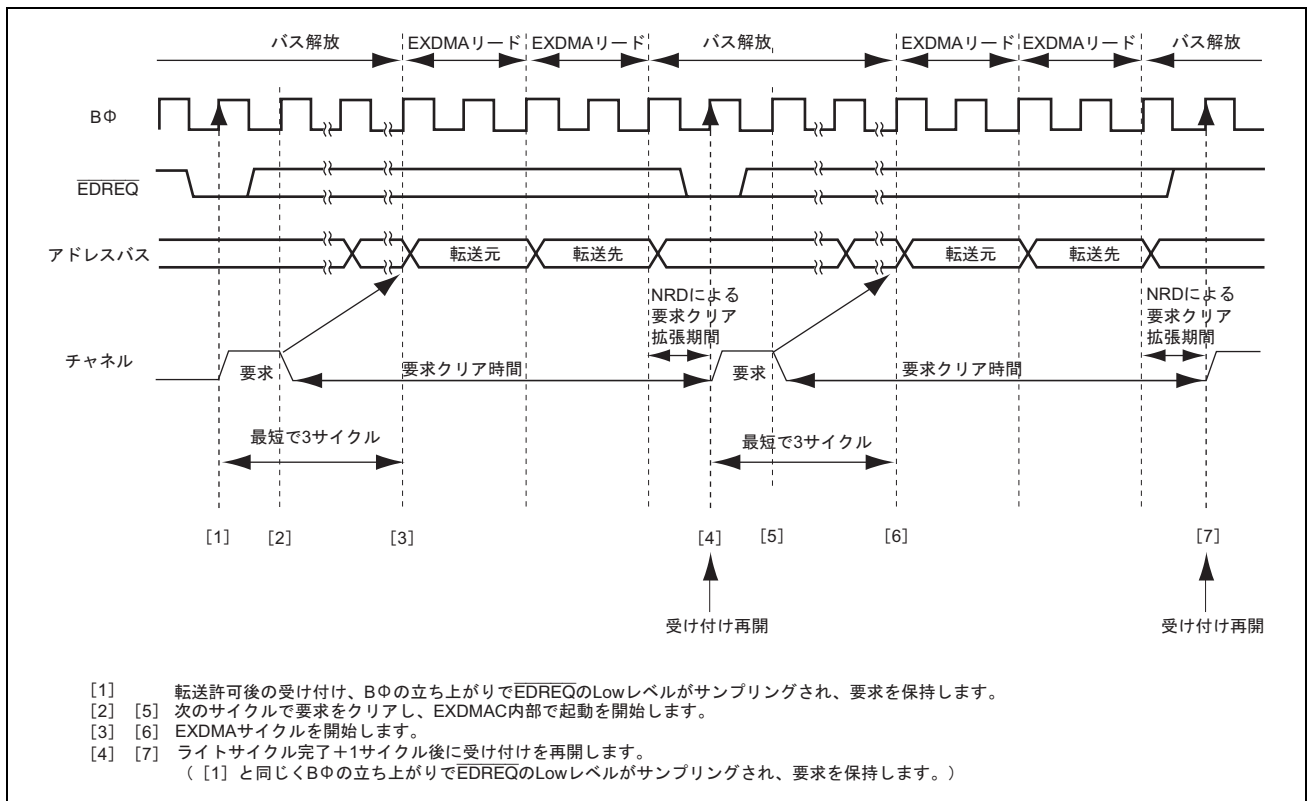 バス解放 EXDMAリード EXDMAリード バス解放 EXDMAリード EXDMAリード バス解放
BΦ
EDREQ
アドレスバス 転送元 転送先 転送元 転送先
NRDによる
要求クリア
拡張期間
NRDによる
要求クリア
拡張期間
チャネル 要求 要求クリア時間 要求 要求クリア時間
最短で3サイクル 最短で3サイクル
[1] [2] [3] [4] [5] [6] [7]
受け付け再開 受け付け再開
[1] 転送許可後の受け付け、BΦの立ち上がりでEDREQのLowレベルがサンプリングされ、要求を保持します。
[2] [5] 次のサイクルで要求をクリアし、EXDMAC内部で起動を開始します。
[3] [6] EXDMAサイクルを開始します。
[4] [7] ライトサイクル完了+1サイクル後に受け付けを再開します。
([1]と同じくBΦの立ち上がりでEDREQのLowレベルがサンプリングされ、要求を保持します。)